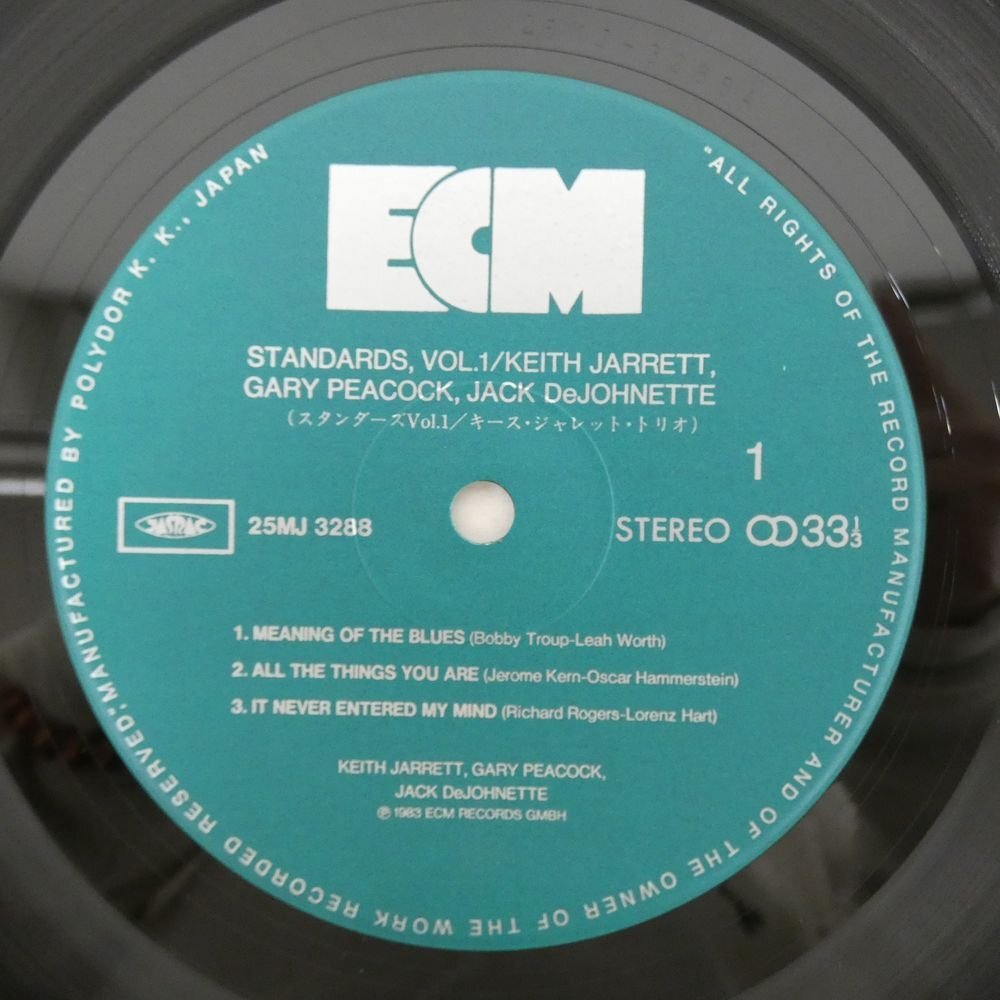 ECM
STANDARDS, VOL.1/KEITH JARRETT,
GARY PEACOCK, JACK DeJOHNETTE
(スタンダーズVol.1／キース・ジャレット・トリオ)
1
JASRAC
25MJ 3288
STEREO 33 1/3
1. MEANING OF THE BLUES (Bobby Troup-Leah Worth)
2. ALL THE THINGS YOU ARE (Jerome Kern-Oscar Hammerstein)
3. IT NEVER ENTERED MY MIND (Richard Rogers-Lorenz Hart)
KEITH JARRETT, GARY PEACOCK,
JACK DeJOHNETTE
℗ 1983 ECM RECORDS GMBH
"ALL RIGHTS OF THE RECORD MANUFACTURER AND OF THE OWNER OF THE WORK RECORDED RESERVED." MANUFACTURED BY POLYDOR K. K., JAPAN